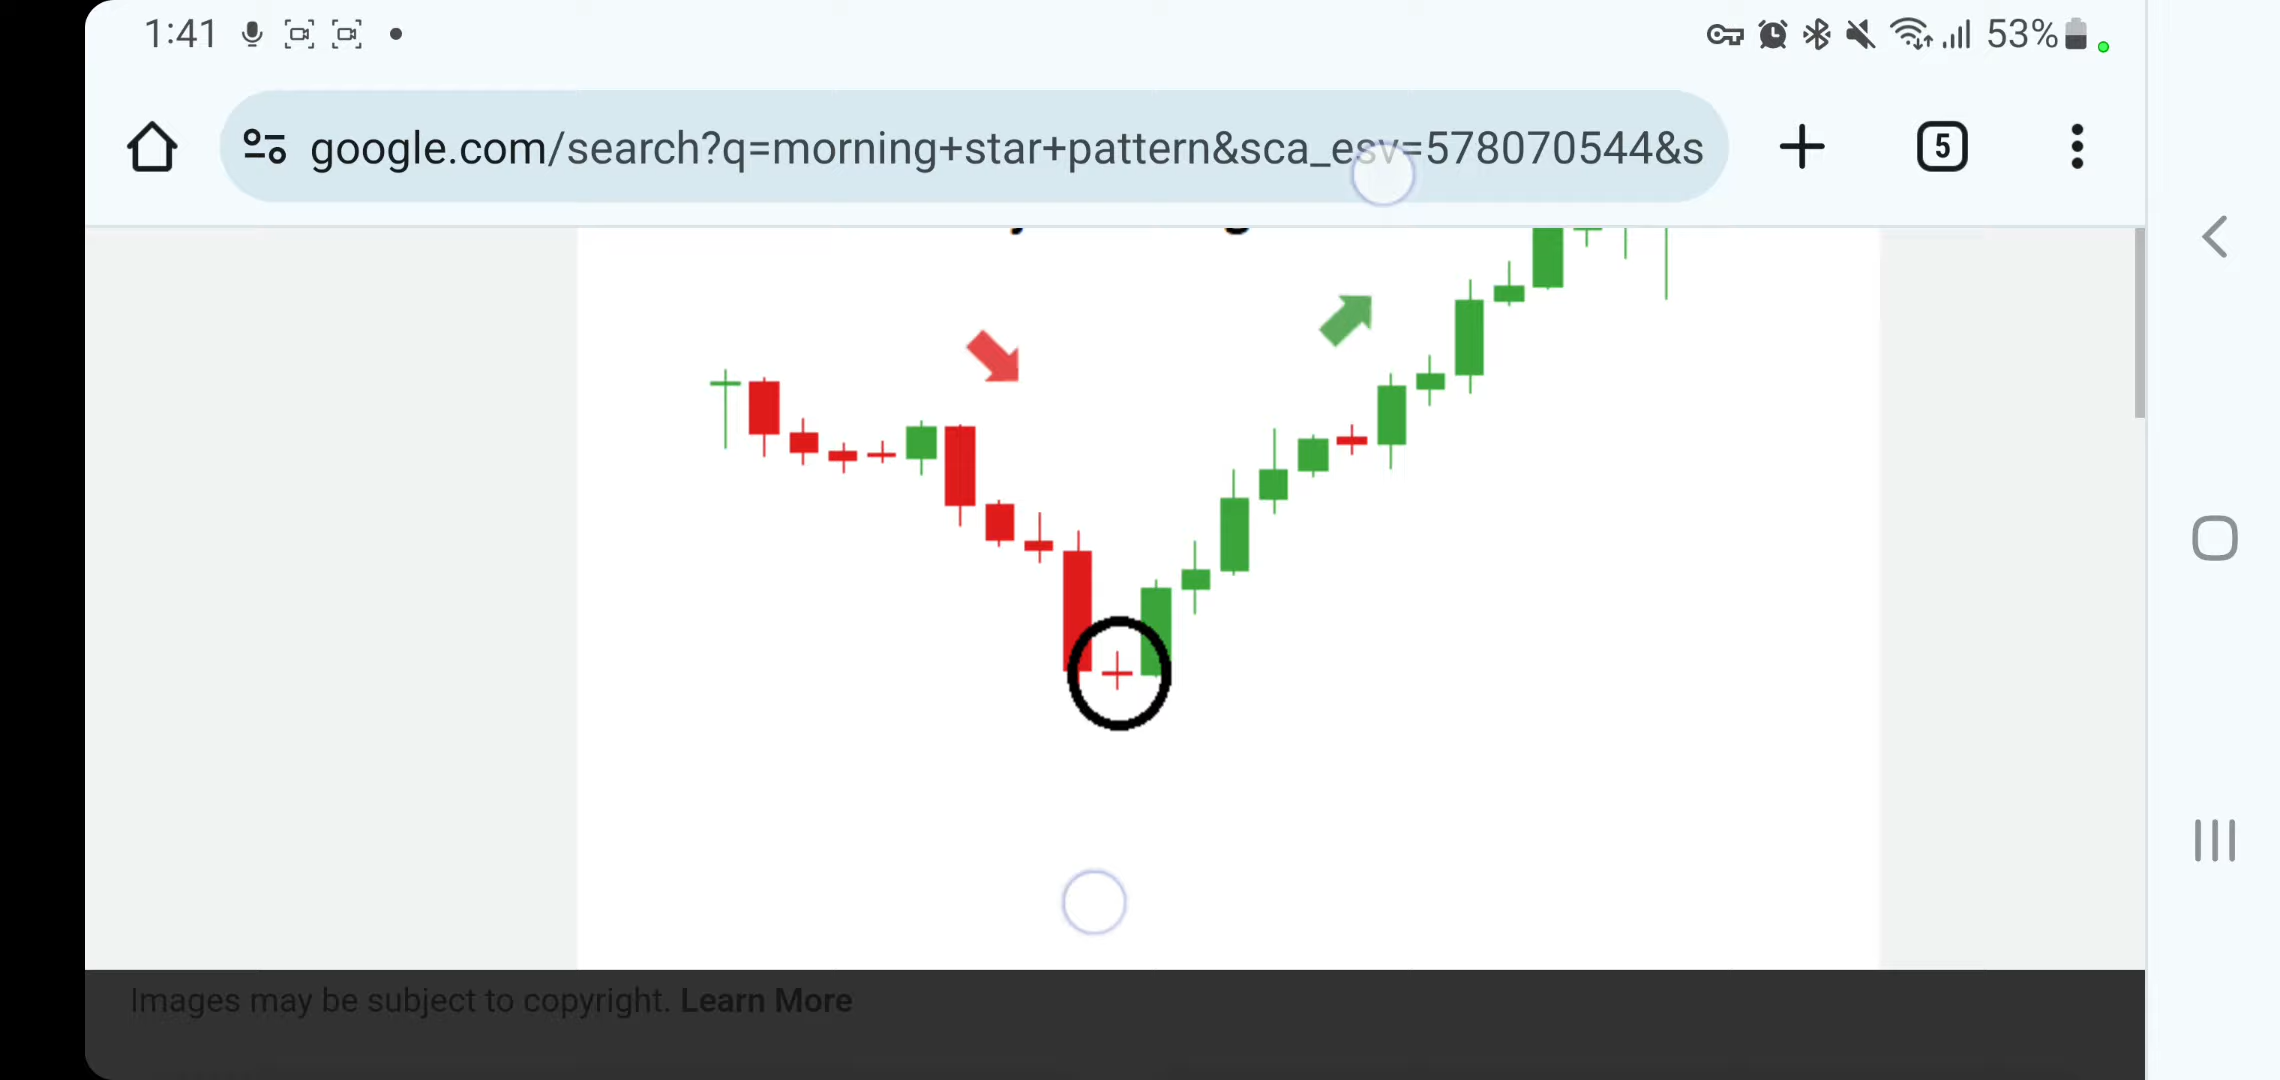 1:41
53%
google.com/search?q=morning+star+pattern&sca_esv=578070544&s
5
Images may be subject to copyright. Learn More